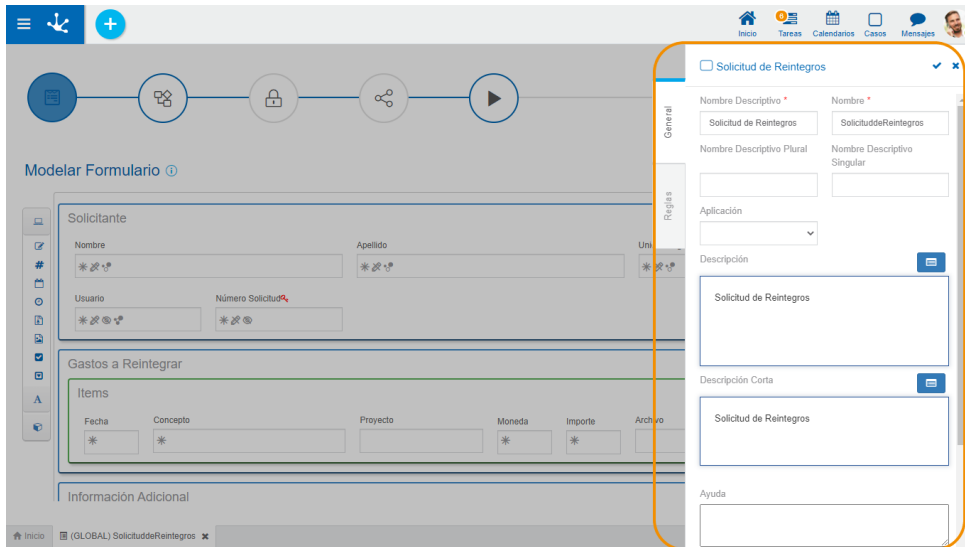 Inicio
6
Tareas
Calendarios
Casos
Mensajes
Modelar Formulario
Solicitante
Nombre
Apellido
Usuario
Número Solicitud
Gastos a Reintegrar
Items
Fecha
Concepto
Proyecto
Moneda
Importe
Información Adicional
A
Inicio
(GLOBAL) SolicituddeReintegros
General
Reglas
Solicitud de Reintegros
Nombre Descriptivo *
Nombre *
Solicitud de Reintegros
SolicituddeReintegros
Nombre Descriptivo Plural
Nombre Descriptivo
Singular
Aplicación
Descripción
Solicitud de Reintegros
Descripción Corta
Solicitud de Reintegros
Ayuda